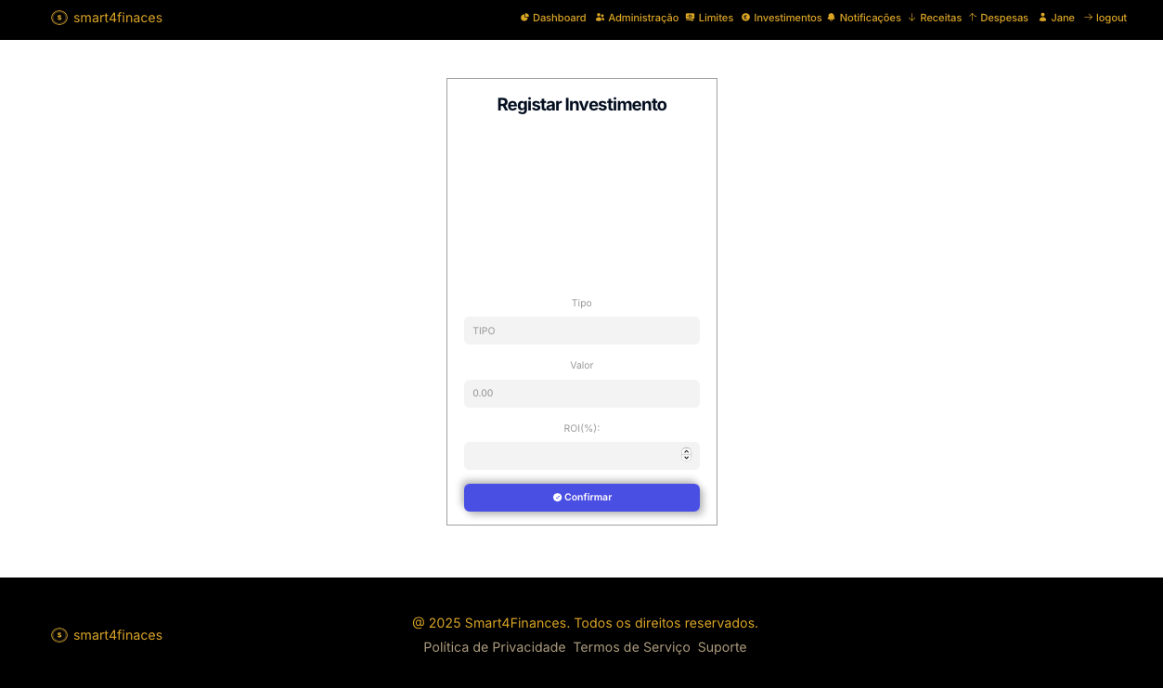 smart4finaces Dashboard Administração Limites Investimentos Notificações Receitas Despesas Jane logout
Registar Investimento
Tipo
TIPO
Valor
0.00
ROI(%):
Confirmar
smart4finaces
@ 2025 Smart4Finances. Todos os direitos reservados.
Política de Privacidade Termos de Serviço Suporte